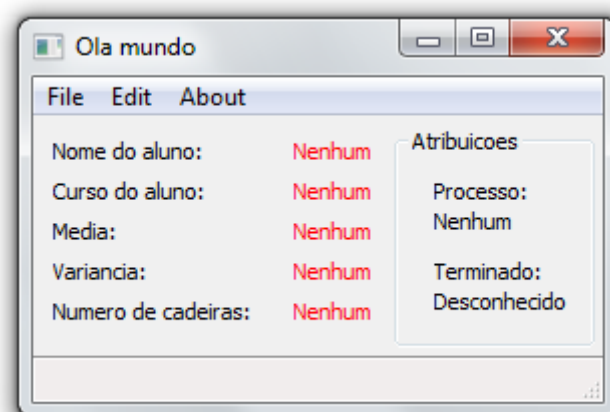 Ola mundo
File Edit About
Nome do aluno: Nenhum
Curso do aluno: Nenhum
Media: Nenhum
Variancia: Nenhum
Numero de cadeiras: Nenhum
Atribuicoes
Processo:
Nenhum
Terminado:
Desconhecido